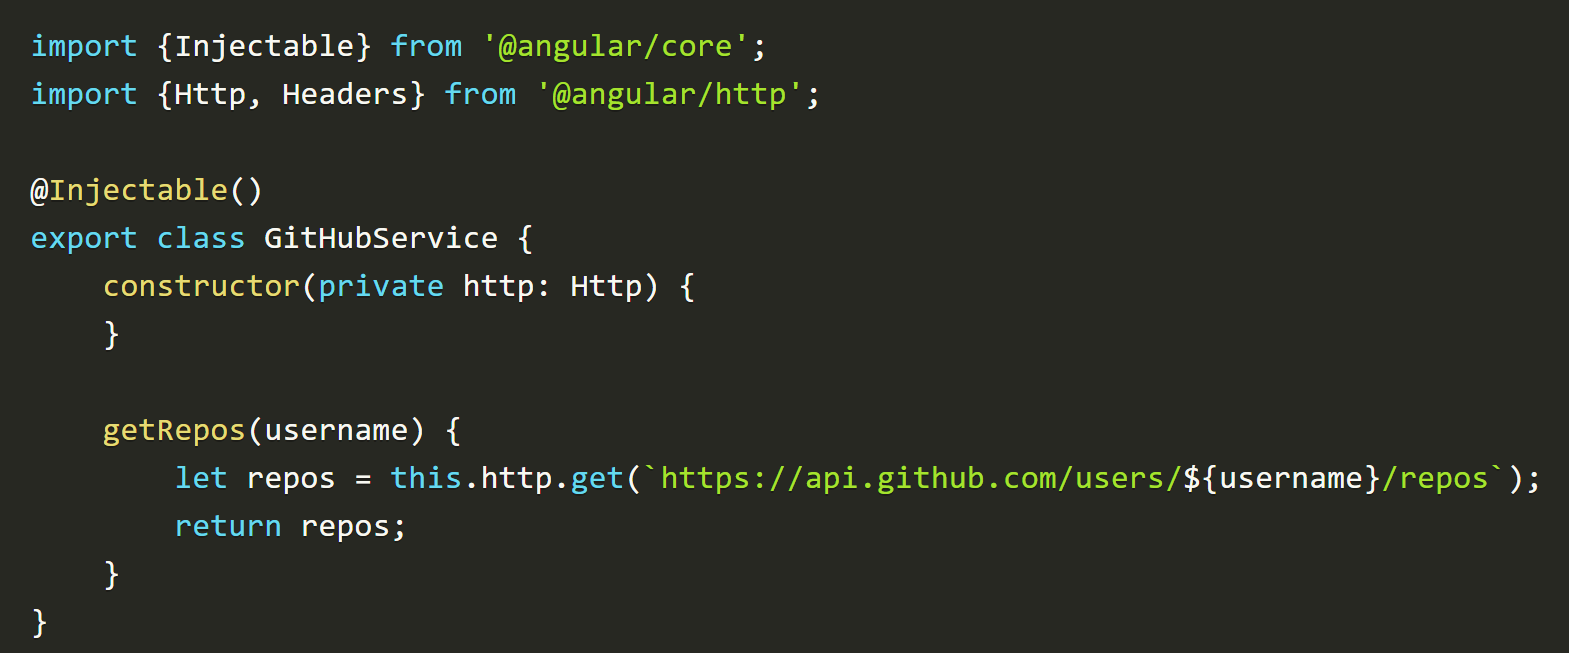 import {Injectable} from '@angular/core';
import {Http, Headers} from '@angular/http';

@Injectable()
export class GitHubService {
    constructor(private http: Http) {
    }

    getRepos(username) {
        let repos = this.http.get(`https://api.github.com/users/${username}/repos`);
        return repos;
    }
}